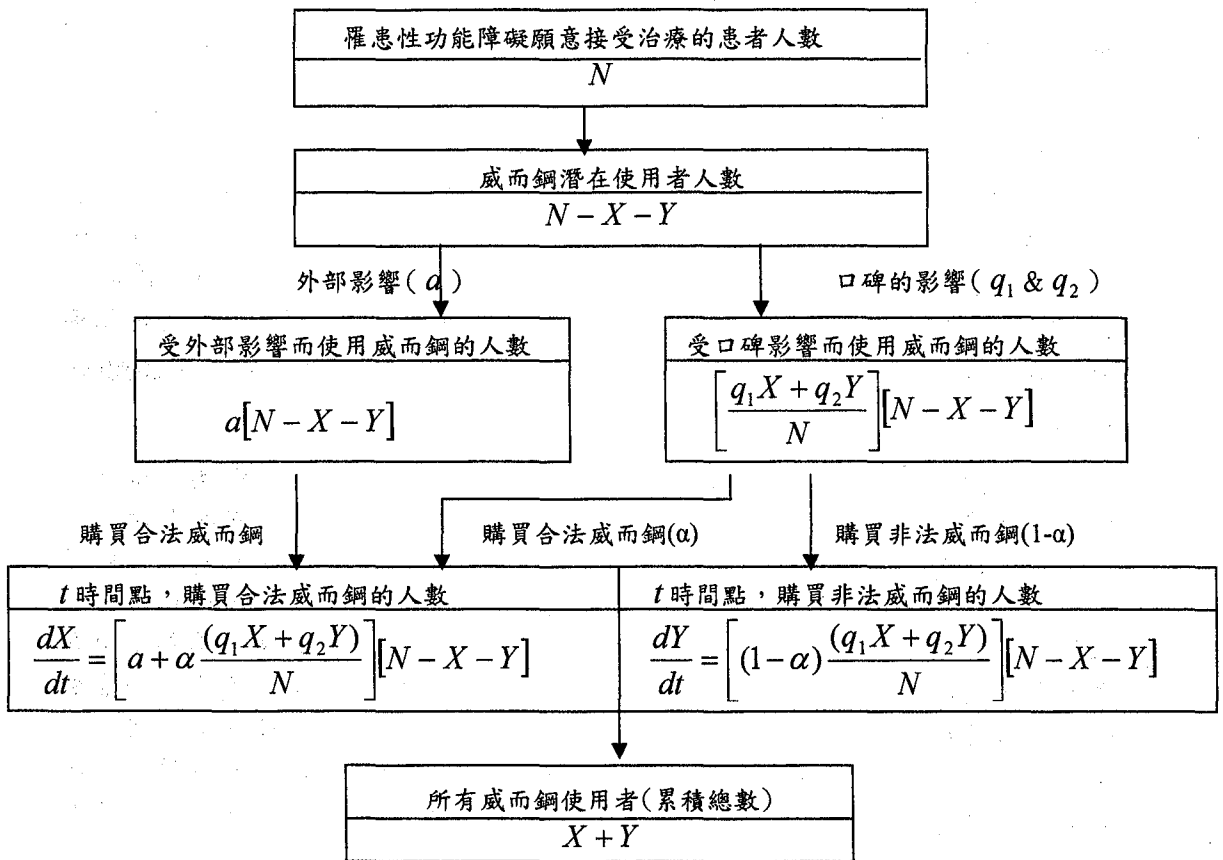 罹患性功能障礙願意接受治療的患者人數
N
威而鋼潛在使用者人數
N − X − Y
外部影響( a )
口碑的影響( q₁ & q₂ )
受外部影響而使用威而鋼的人數
a[N − X − Y]
受口碑影響而使用威而鋼的人數
[(q₁X + q₂Y)/N][N − X − Y]
購買合法威而鋼
購買合法威而鋼(α)
購買非法威而鋼(1-α)
t 時間點，購買合法威而鋼的人數
dX/dt = [a + α (q₁X + q₂Y)/N][N − X − Y]
t 時間點，購買非法威而鋼的人數
dY/dt = [(1 − α) (q₁X + q₂Y)/N][N − X − Y]
所有威而鋼使用者(累積總數)
X + Y